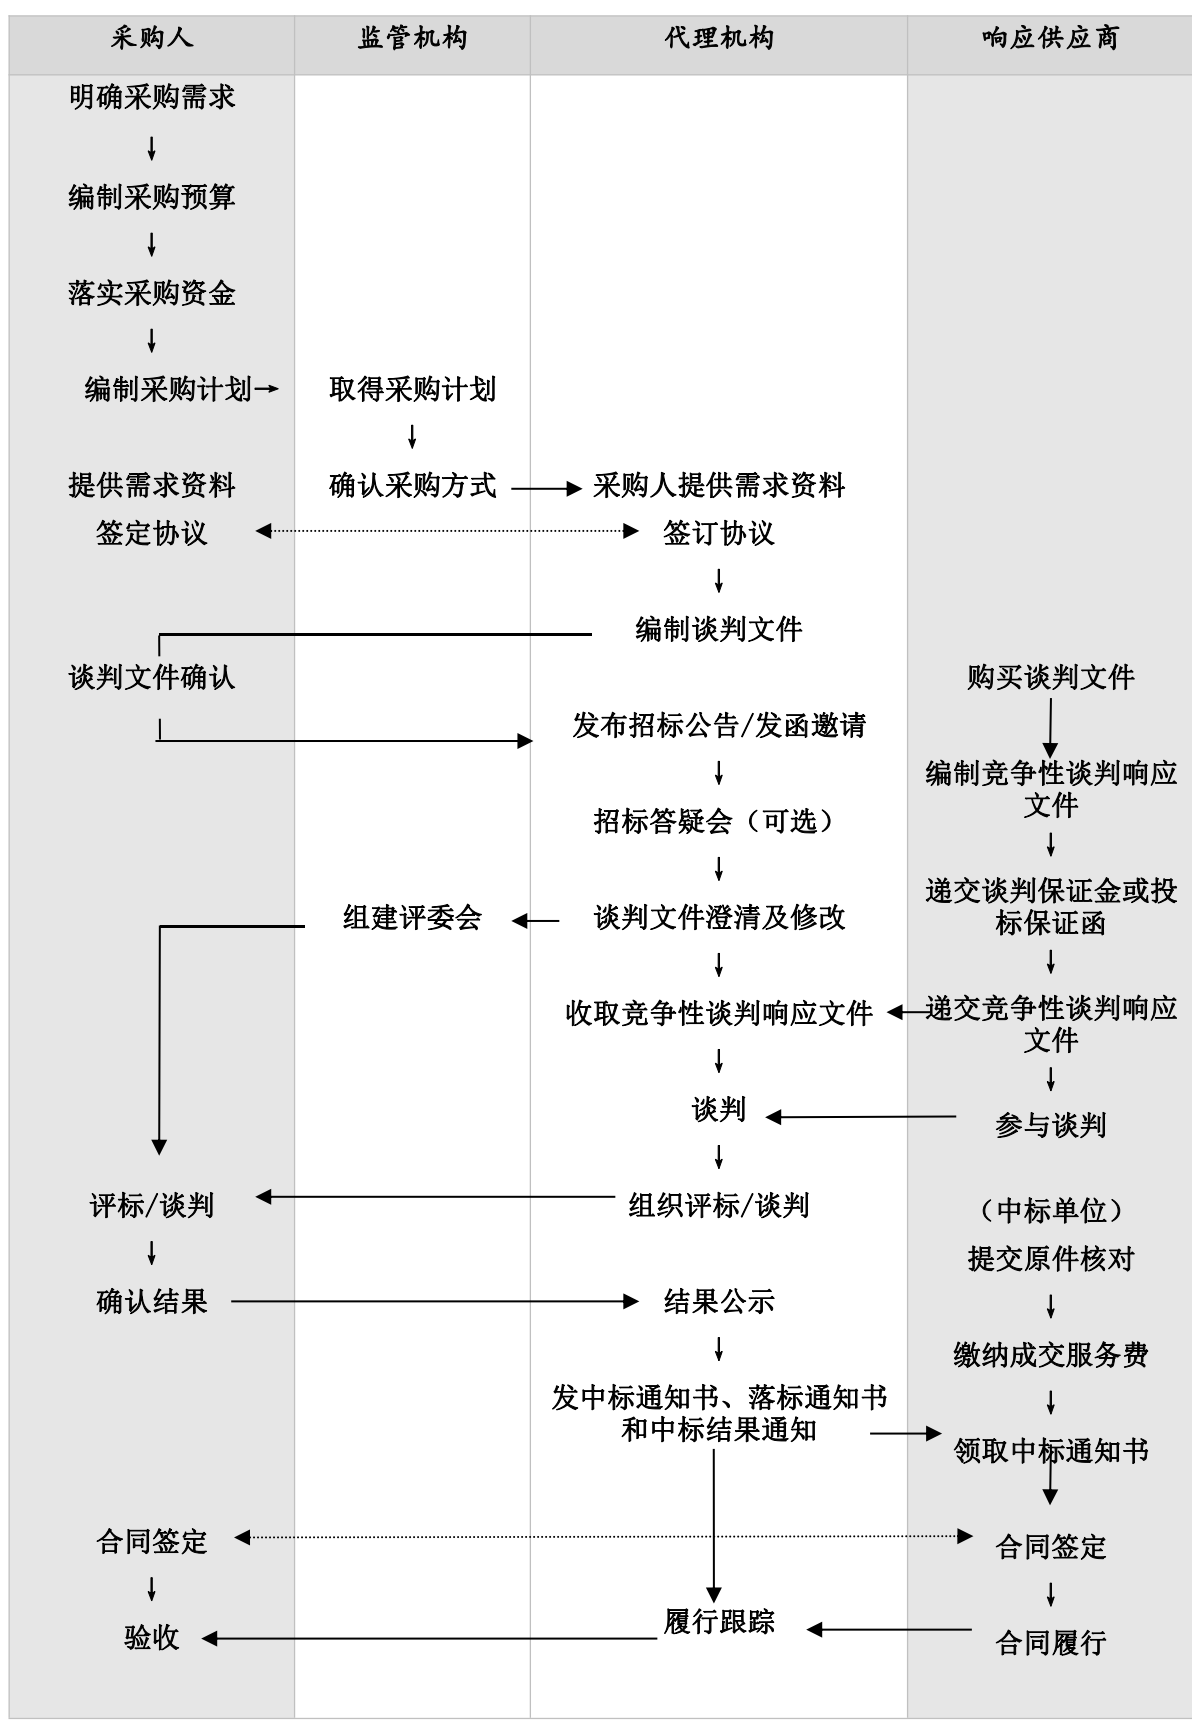 采购人
监管机构
代理机构
响应供应商
明确采购需求
编制采购预算
落实采购资金
编制采购计划
取得采购计划
提供需求资料
确认采购方式
采购人提供需求资料
签定协议
签订协议
编制谈判文件
谈判文件确认
购买谈判文件
发布招标公告/发函邀请
编制竞争性谈判响应
文件
招标答疑会（可选）
递交谈判保证金或投
标保证函
组建评委会
谈判文件澄清及修改
收取竞争性谈判响应文件
递交竞争性谈判响应
文件
谈判
参与谈判
评标/谈判
组织评标/谈判
（中标单位）
提交原件核对
确认结果
结果公示
缴纳成交服务费
发中标通知书、落标通知书
和中标结果通知
领取中标通知书
合同签定
合同签定
验收
履行跟踪
合同履行